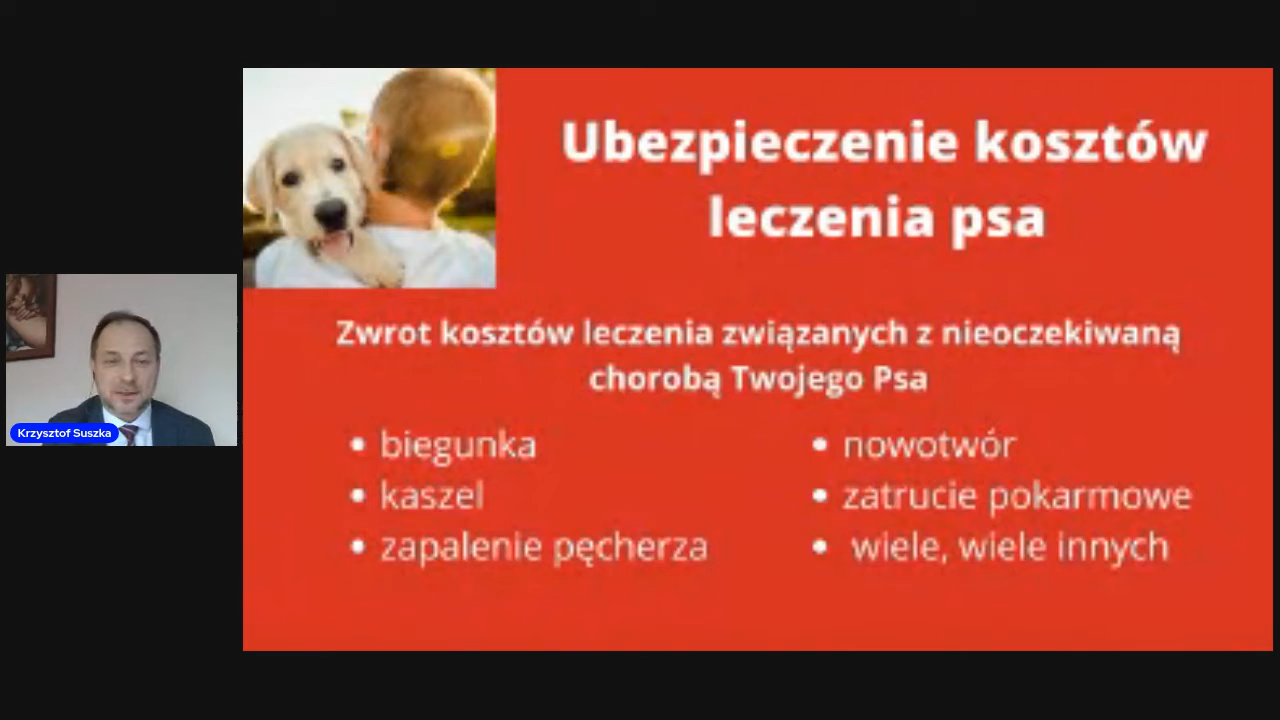 Ubezpieczenie kosztów
leczenia psa
Zwrot kosztów leczenia związanych z nieoczekiwaną
chorobą Twojego Psa
• biegunka
• kaszel
• zapalenie pęcherza
• nowotwór
• zatrucie pokarmowe
• wiele, wiele innych
Krzysztof Suszka